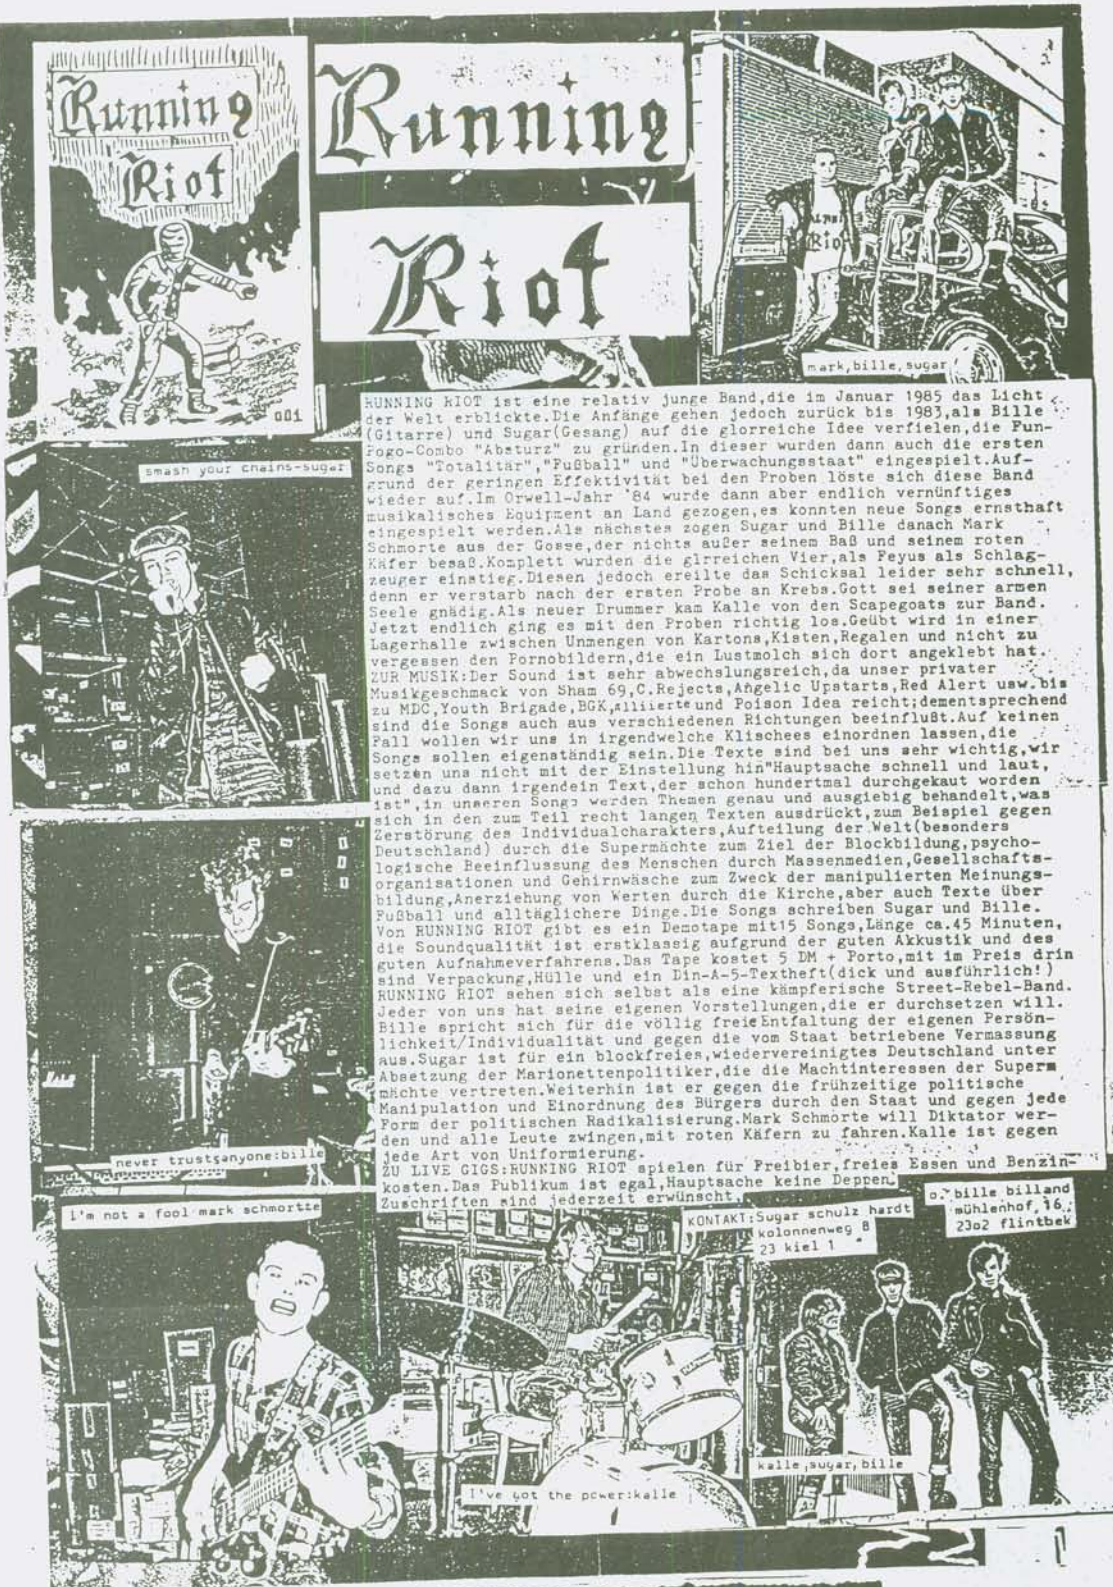 Running
Riot
001
Running
Riot
Riot
mark,bille,sugar
RUNNING RIOT ist eine relativ junge Band,die im Januar 1985 das Licht
der Welt erblickte.Die Anfänge gehen jedoch zurück bis 1983,als Bille
(Gitarre) und Sugar(Gesang) auf die glorreiche Idee verfielen,die Fun-
Pogo-Combo "Absturz" zu gründen.In dieser wurden dann auch die ersten
Songs "Totalitär","Fußball" und "Überwachungsstaat" eingespielt.Auf-
grund der geringen Effektivität bei den Proben löste sich diese Band
wieder auf.Im Orwell-Jahr '84 wurde dann aber endlich vernünftiges
musikalisches Equipment an Land gezogen,es konnten neue Songs ernsthaft
eingespielt werden.Als nächstes zogen Sugar und Bille danach Mark
Schmorte aus der Gosse,der nichts außer seinem Baß und seinem roten
Käfer besaß.Komplett wurden die glrreichen Vier,als Feyus als Schlag-
zeuger einstieg.Diesen jedoch ereilte das Schicksal leider sehr schnell,
denn er verstarb nach der ersten Probe an Krebs.Gott sei seiner armen
Seele gnädig.Als neuer Drummer kam Kalle von den Scapegoats zur Band.
Jetzt endlich ging es mit den Proben richtig los.Geübt wird in einer
Lagerhalle zwischen Unmengen von Kartons,Kisten,Regalen und nicht zu
vergessen den Pornobildern,die ein Lustmolch sich dort angeklebt hat.
ZUR MUSIK:Der Sound ist sehr abwechslungsreich,da unser privater
Musikgeschmack von Sham 69,C.Rejects,Angelic Upstarts,Red Alert usw.bis
zu MDC,Youth Brigade,BGK,Alliierte und Poison Idea reicht;dementsprechend
sind die Songs auch aus verschiedenen Richtungen beeinflußt.Auf keinen
Fall wollen wir uns in irgendwelche Klischees einordnen lassen,die
Songs sollen eigenständig sein.Die Texte sind bei uns sehr wichtig,wir
setzen uns nicht mit der Einstellung hin"Hauptsache schnell und laut,
und dazu dann irgendein Text,der schon hundertmal durchgekaut worden
ist",in unseren Songs werden Themen genau und ausgiebig behandelt,was
sich in den zum Teil recht langen Texten ausdrückt,zum Beispiel gegen
Zerstörung des Individualcharakters,Aufteilung der Welt(besonders
Deutschland) durch die Supermächte zum Ziel der Blockbildung,psycho-
logische Beeinflussung des Menschen durch Massenmedien,Gesellschafts-
organisationen und Gehirnwäsche zum Zweck der manipulierten Meinungs-
bildung,Anerziehung von Werten durch die Kirche,aber auch Texte über
Fußball und alltäglichere Dinge.Die Songs schreiben Sugar und Bille.
Von RUNNING RIOT gibt es ein Demotape mit15 Songs,Länge ca.45 Minuten,
die Soundqualität ist erstklassig aufgrund der guten Akkustik und des
guten Aufnahmeverfahrens.Das Tape kostet 5 DM + Porto,mit im Preis drin
sind Verpackung,Hülle und ein Din-A-5-Textheft(dick und ausführlich!)
RUNNING RIOT sehen sich selbst als eine kämpferische Street-Rebel-Band.
Jeder von uns hat seine eigenen Vorstellungen,die er durchsetzen will.
Bille spricht sich für die völlig freie Entfaltung der eigenen Persön-
lichkeit/Individualität und gegen die vom Staat betriebene Vermassung
aus.Sugar ist für ein blockfreies,wiedervereinigtes Deutschland unter
Absetzung der Marionettenpolitiker,die die Machtinteressen der Superm
mächte vertreten.Weiterhin ist er gegen die frühzeitige politische
Manipulation und Einordnung des Bürgers durch den Staat und gegen jede
Form der politischen Radikalisierung.Mark Schmorte will Diktator wer-
den und alle Leute zwingen,mit roten Käfern zu fahren.Kalle ist gegen
jede Art von Uniformierung.
ZU LIVE GIGS:RUNNING RIOT spielen für Freibier,freies Essen und Benzin-
kosten.Das Publikum ist egal,Hauptsache keine Deppen.
Zuschriften sind jederzeit erwünscht.
smash your chains-sugar
never trustsanyone:bille
i'm not a fool mark schmortte
I've got the power:kalle
KONTAKT:Sugar schulz hardt
kolonnenweg 8
23 kiel 1
o. bille billand
mühlenhof 16
2302 flintbek
kalle,sugar,bille